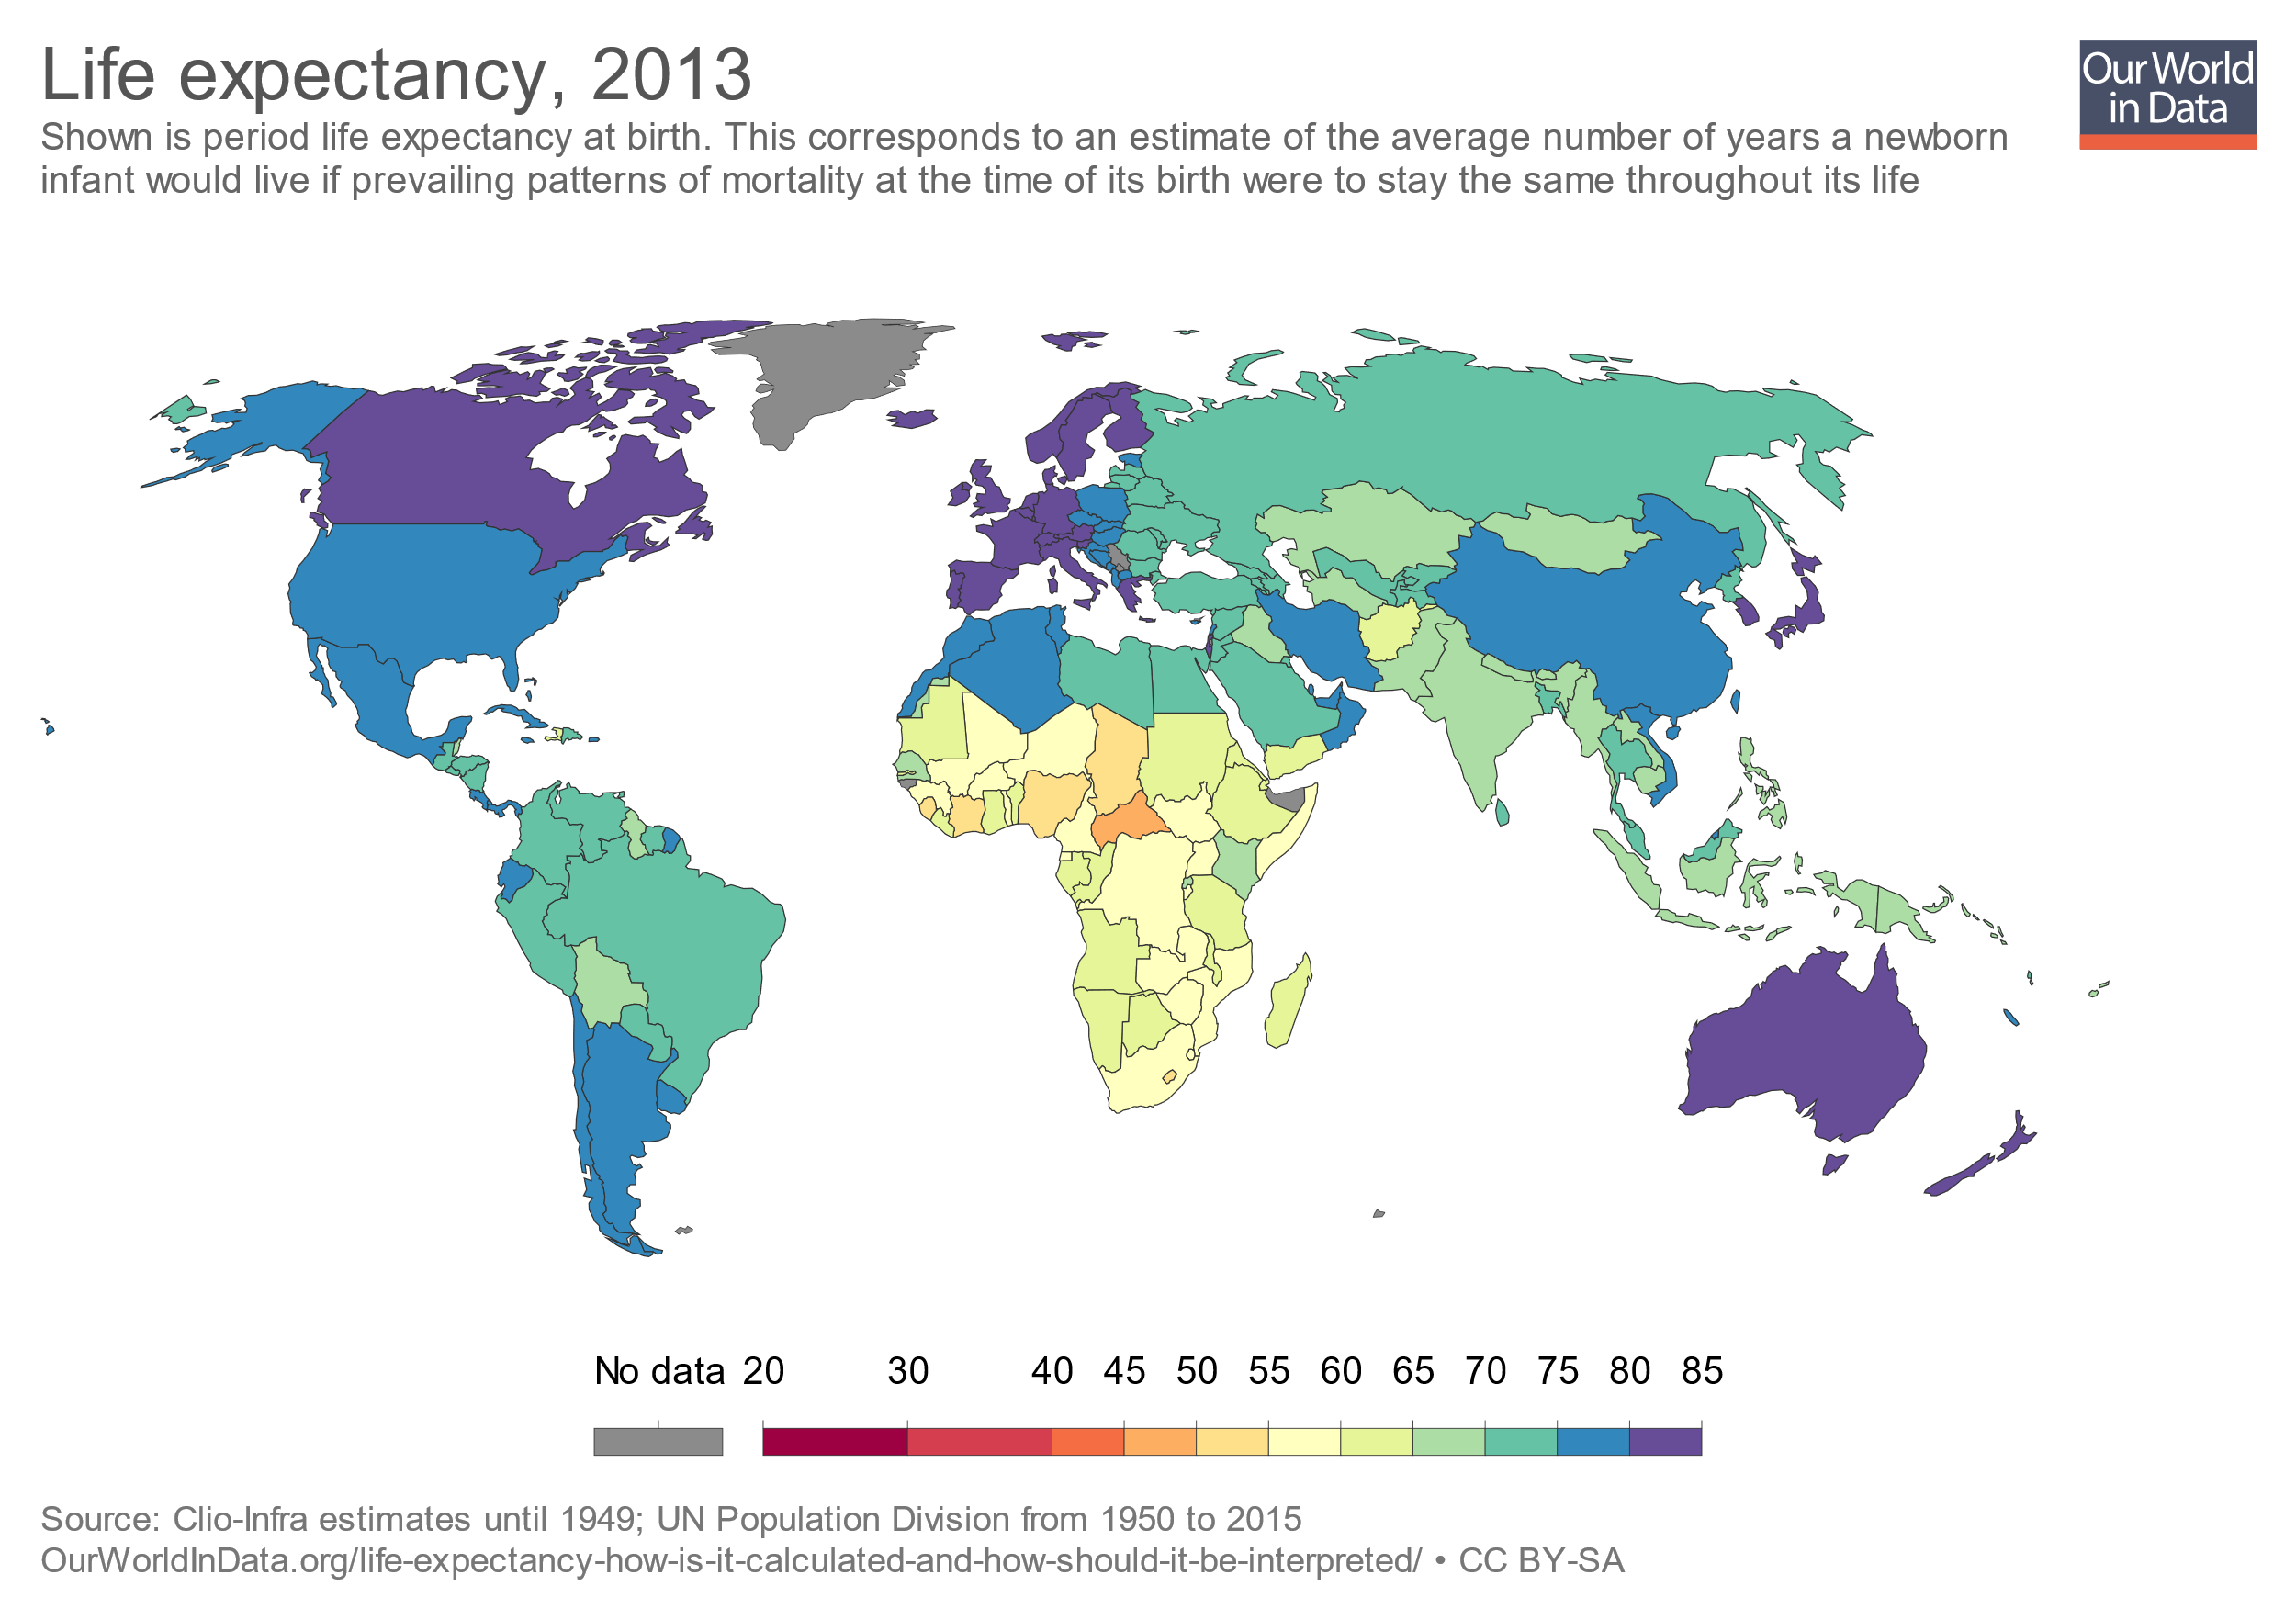 Life expectancy, 2013
Our World
in Data
Shown is period life expectancy at birth. This corresponds to an estimate of the average number of years a newborn
infant would live if prevailing patterns of mortality at the time of its birth were to stay the same throughout its life
No data 20 30 40 45 50 55 60 65 70 75 80 85
Source: Clio-Infra estimates until 1949; UN Population Division from 1950 to 2015
OurWorldInData.org/life-expectancy-how-is-it-calculated-and-how-should-it-be-interpreted/ • CC BY-SA